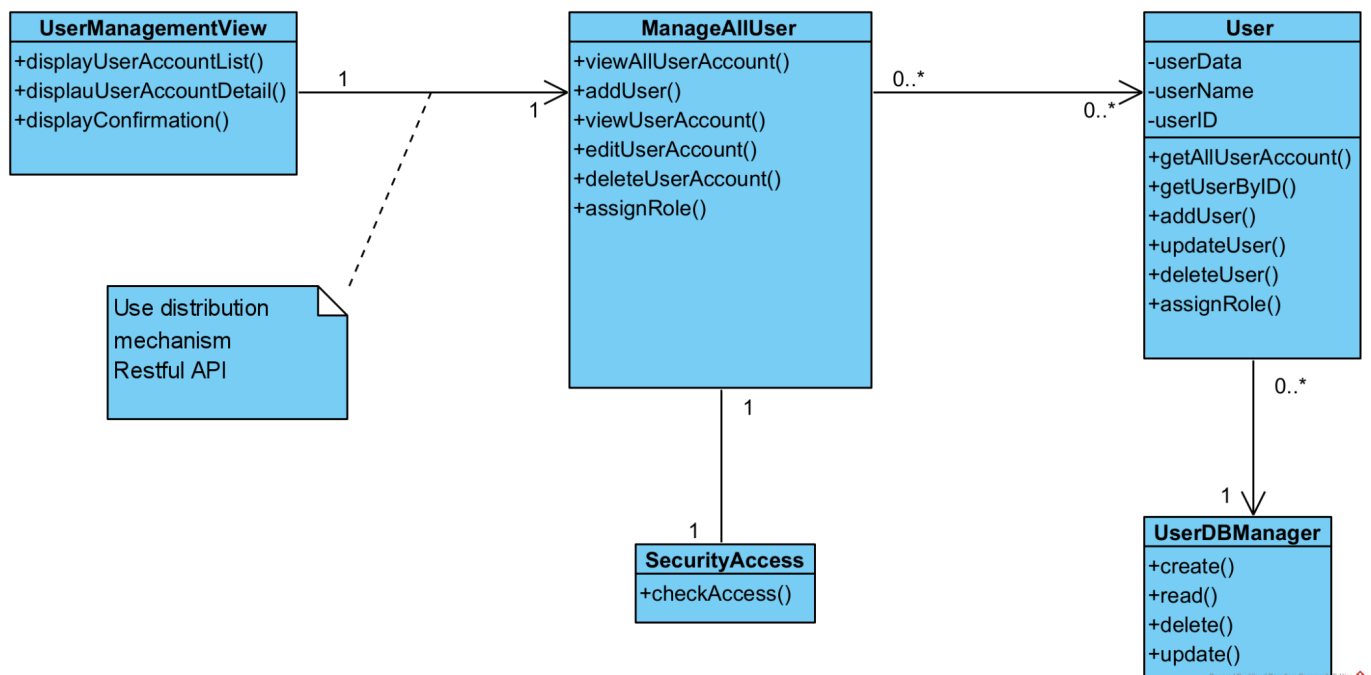 UserManagementView
+displayUserAccountList()
+displauUserAccountDetail()
+displayConfirmation()
1
1
ManageAllUser
+viewAllUserAccount()
+addUser()
+viewUserAccount()
+editUserAccount()
+deleteUserAccount()
+assignRole()
0..*
0..*
User
-userData
-userName
-userID
+getAllUserAccount()
+getUserByID()
+addUser()
+updateUser()
+deleteUser()
+assignRole()
Use distribution
mechanism
Restful API
1
1
SecurityAccess
+checkAccess()
0..*
1
UserDBManager
+create()
+read()
+delete()
+update()